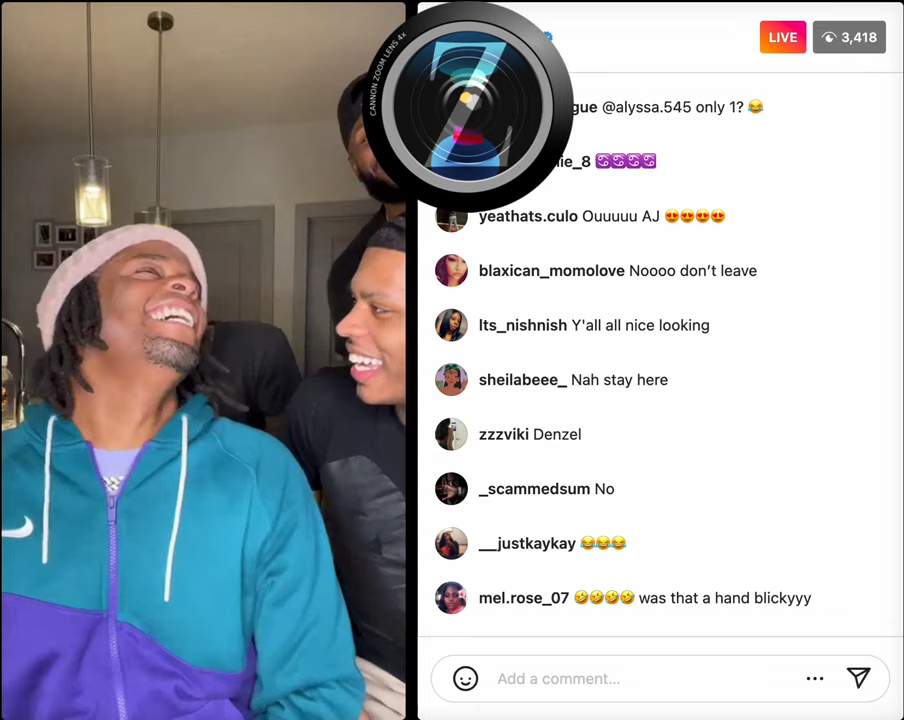 CANNON ZOOM LENS 4x
Z
LIVE 3,418
gue @alyssa.545 only 1? 😂
ie_8 ♋♋♋♋
yeathats.culo Ouuuuu AJ 😍😍😍😍
blaxican_momolove Noooo don’t leave
Its_nishnish Y'all all nice looking
sheilabeee_ Nah stay here
zzzviki Denzel
_scammedsum No
__justkaykay 😂😂😂
mel.rose_07 🤣🤣🤣🤣 was that a hand blickyyy
Add a comment...